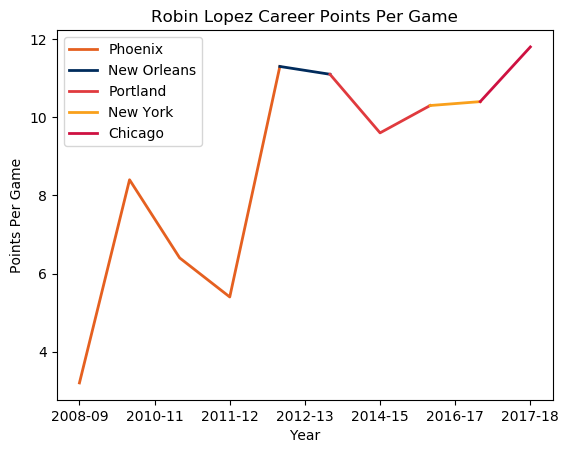 Robin Lopez Career Points Per Game
Phoenix
New Orleans
Portland
New York
Chicago
Points Per Game
12
10
8
6
4
2008-09 2010-11 2011-12 2012-13 2014-15 2016-17 2017-18
Year